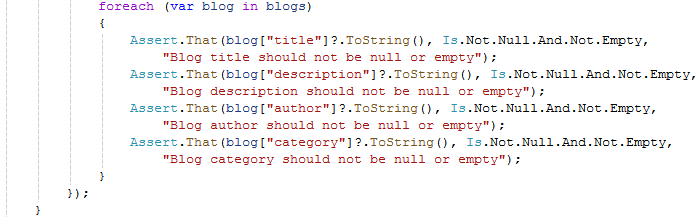 foreach (var blog in blogs)
{
Assert.That(blog["title"]?.ToString(), Is.Not.Null.And.Not.Empty,
"Blog title should not be null or empty");
Assert.That(blog["description"]?.ToString(), Is.Not.Null.And.Not.Empty,
"Blog description should not be null or empty");
Assert.That(blog["author"]?.ToString(), Is.Not.Null.And.Not.Empty,
"Blog author should not be null or empty");
Assert.That(blog["category"]?.ToString(), Is.Not.Null.And.Not.Empty,
"Blog category should not be null or empty");
}
});
}